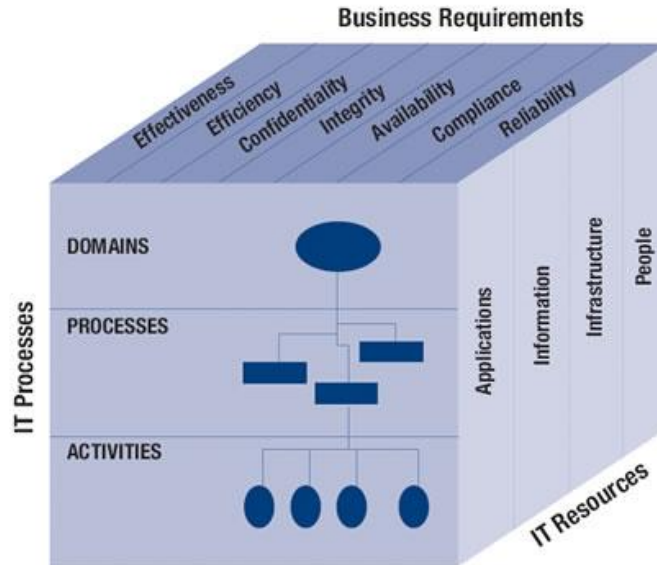 Business Requirements
Effectiveness
Efficiency
Confidentiality
Integrity
Availability
Compliance
Reliability
IT Processes
DOMAINS
PROCESSES
ACTIVITIES
Applications
Information
Infrastructure
People
IT Resources